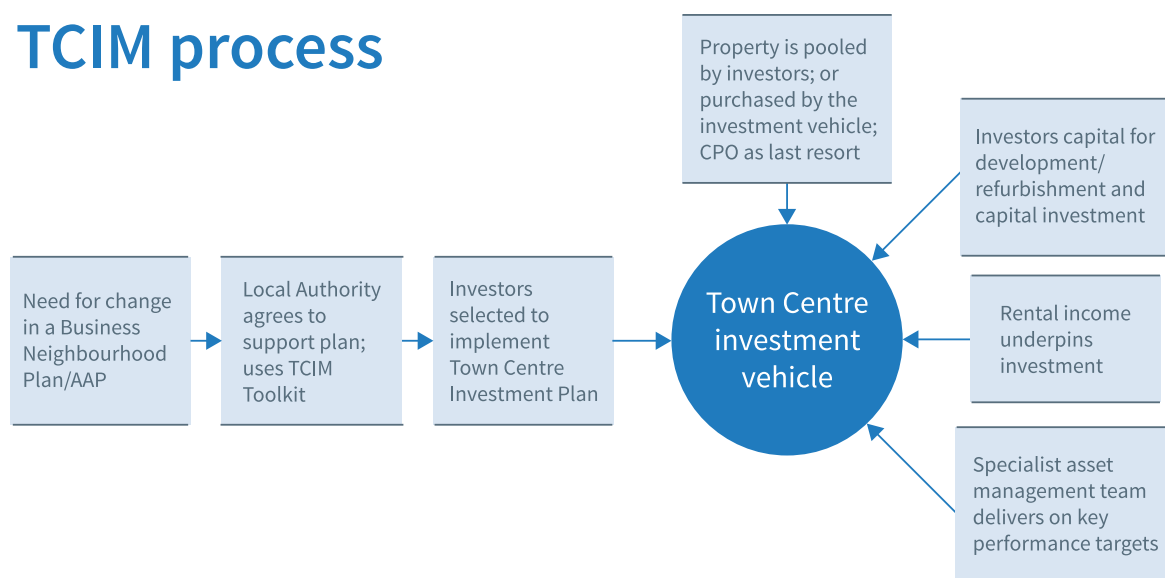 TCIM process
Need for change
in a Business
Neighbourhood
Plan/AAP
Local Authority
agrees to
support plan;
uses TCIM
Toolkit
Investors
selected to
implement
Town Centre
Investment Plan
Property is pooled
by investors; or
purchased by the
investment vehicle;
CPO as last resort
Town Centre
investment
vehicle
Investors capital for
development/
refurbishment and
capital investment
Rental income
underpins
investment
Specialist asset
management team
delivers on key
performance targets